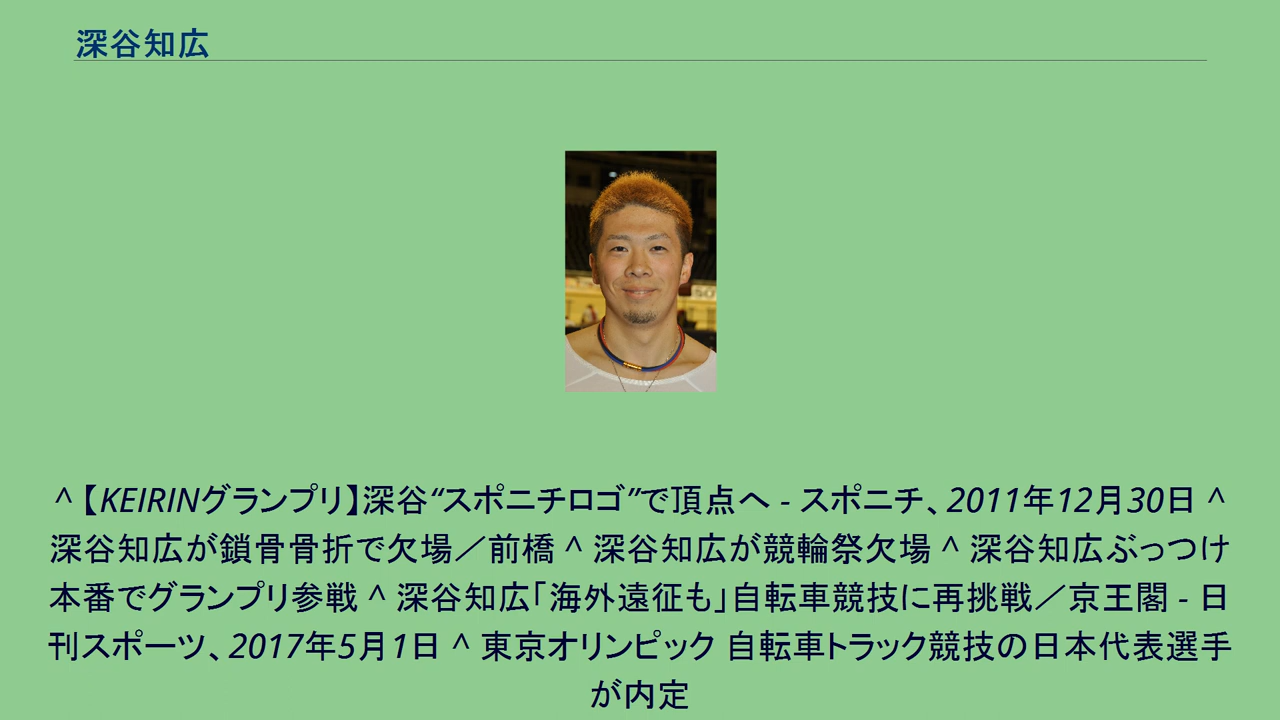 深谷知広
^【KEIRINグランプリ】深谷“スポニチロゴ”で頂点へ - スポニチ、2011年12月30日 ^
深谷知広が鎖骨骨折で欠場／前橋 ^ 深谷知広が競輪祭欠場 ^ 深谷知広ぶっつけ
本番でグランプリ参戦 ^ 深谷知広「海外遠征も」自転車競技に再挑戦／京王閣 - 日
刊スポーツ、2017年5月1日 ^ 東京オリンピック 自転車トラック競技の日本代表選手
が内定